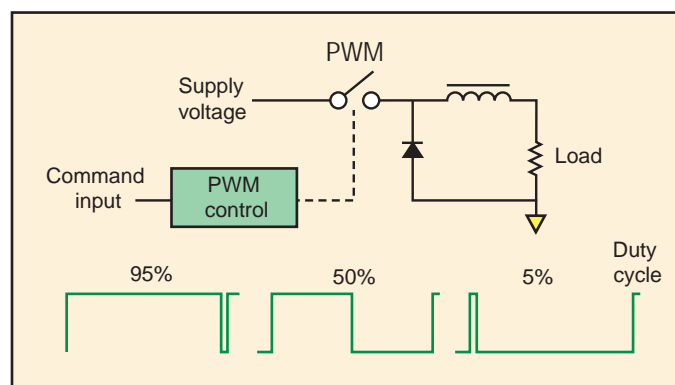 PWM
Supply
voltage
Load
Command
input
PWM
control
95%
50%
5%
Duty
cycle